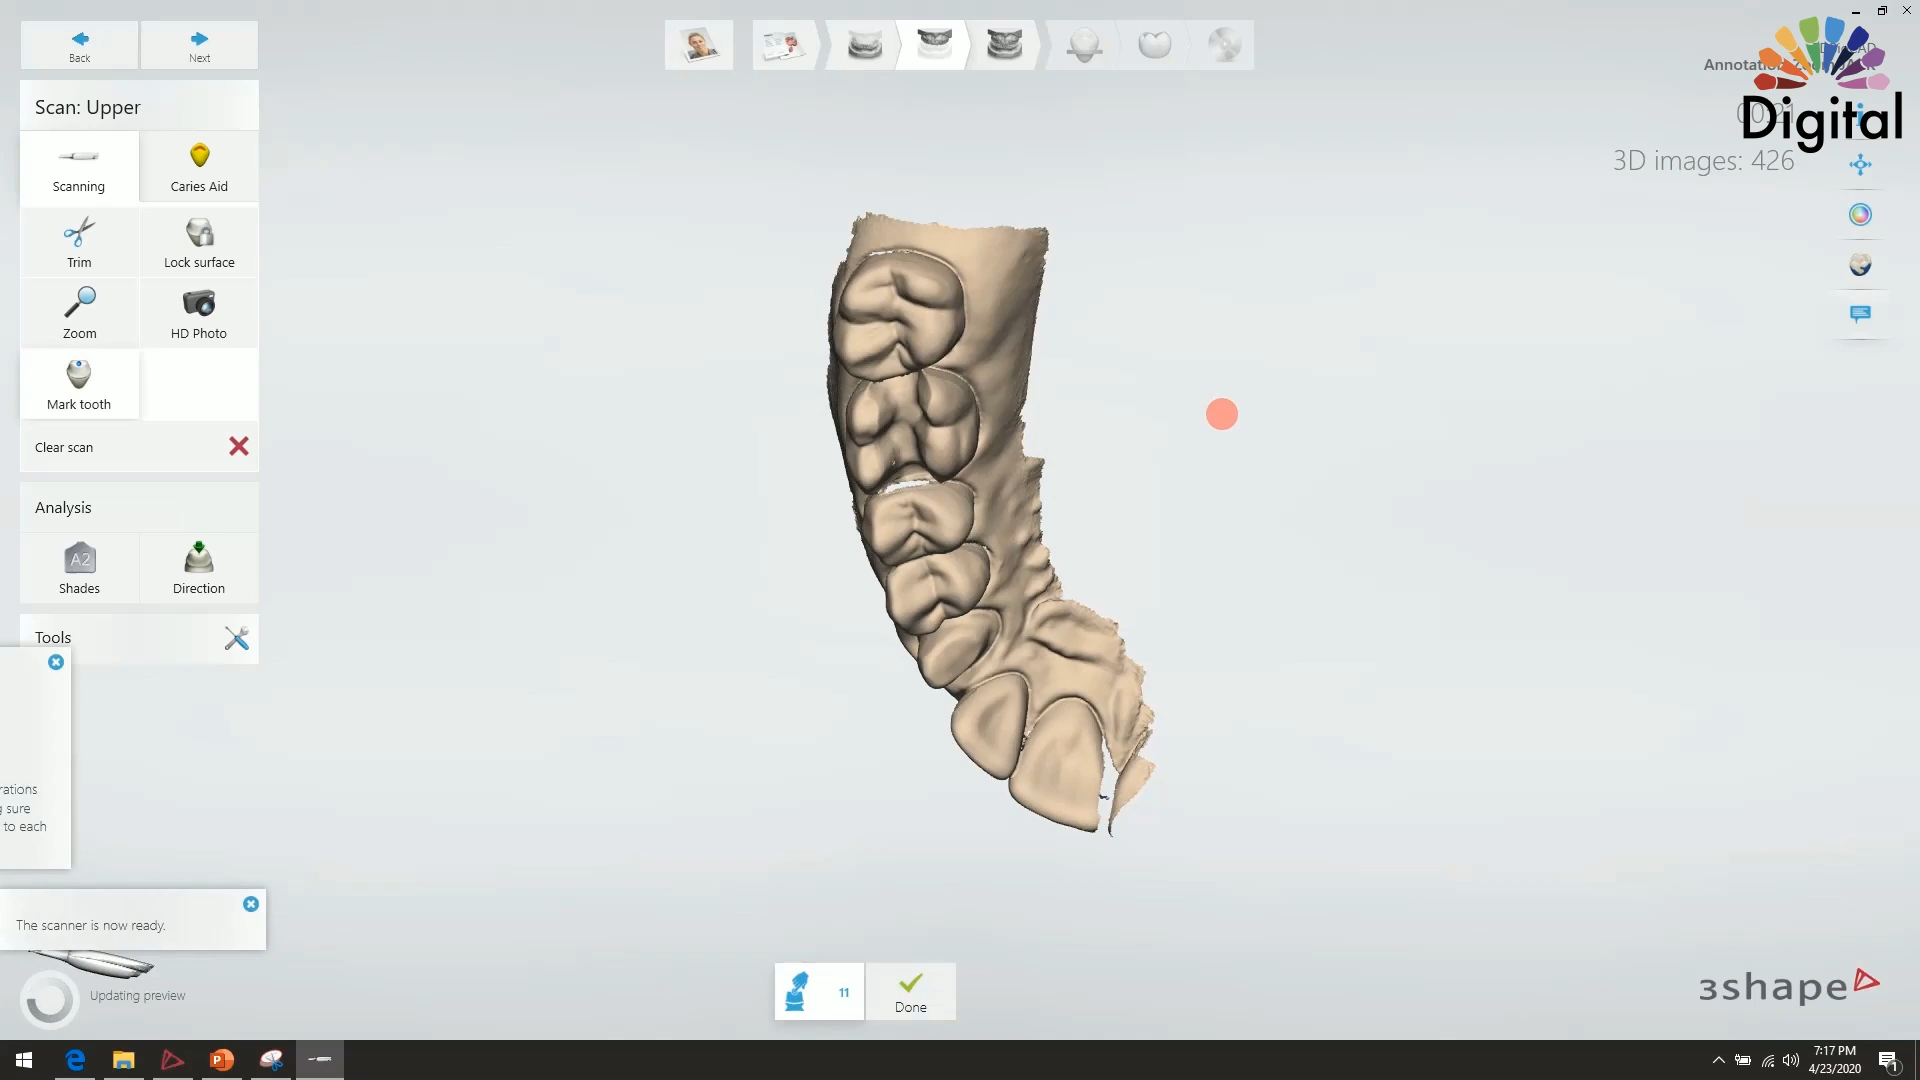 Back
Next
Scan: Upper
Scanning
Caries Aid
Trim
Lock surface
Zoom
HD Photo
Mark tooth
Clear scan
Analysis
A2
Shades
Direction
Tools
rations
g sure
to each
The scanner is now ready.
Updating preview
11
Done
Digital
3D images: 426
3shape
7:17 PM
4/23/2020
1